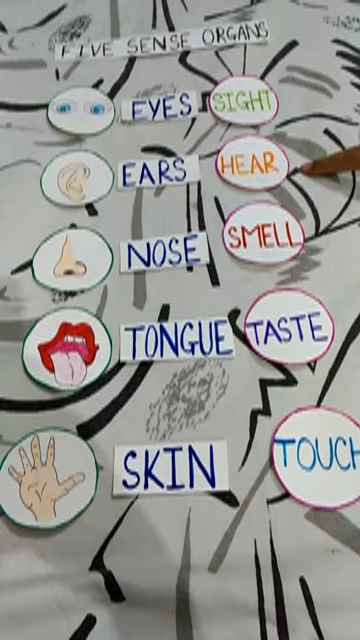 FIVE SENSE ORGANS
EYES SIGHT
EARS HEAR
NOSE SMELL
TONGUE TASTE
SKIN TOUCH